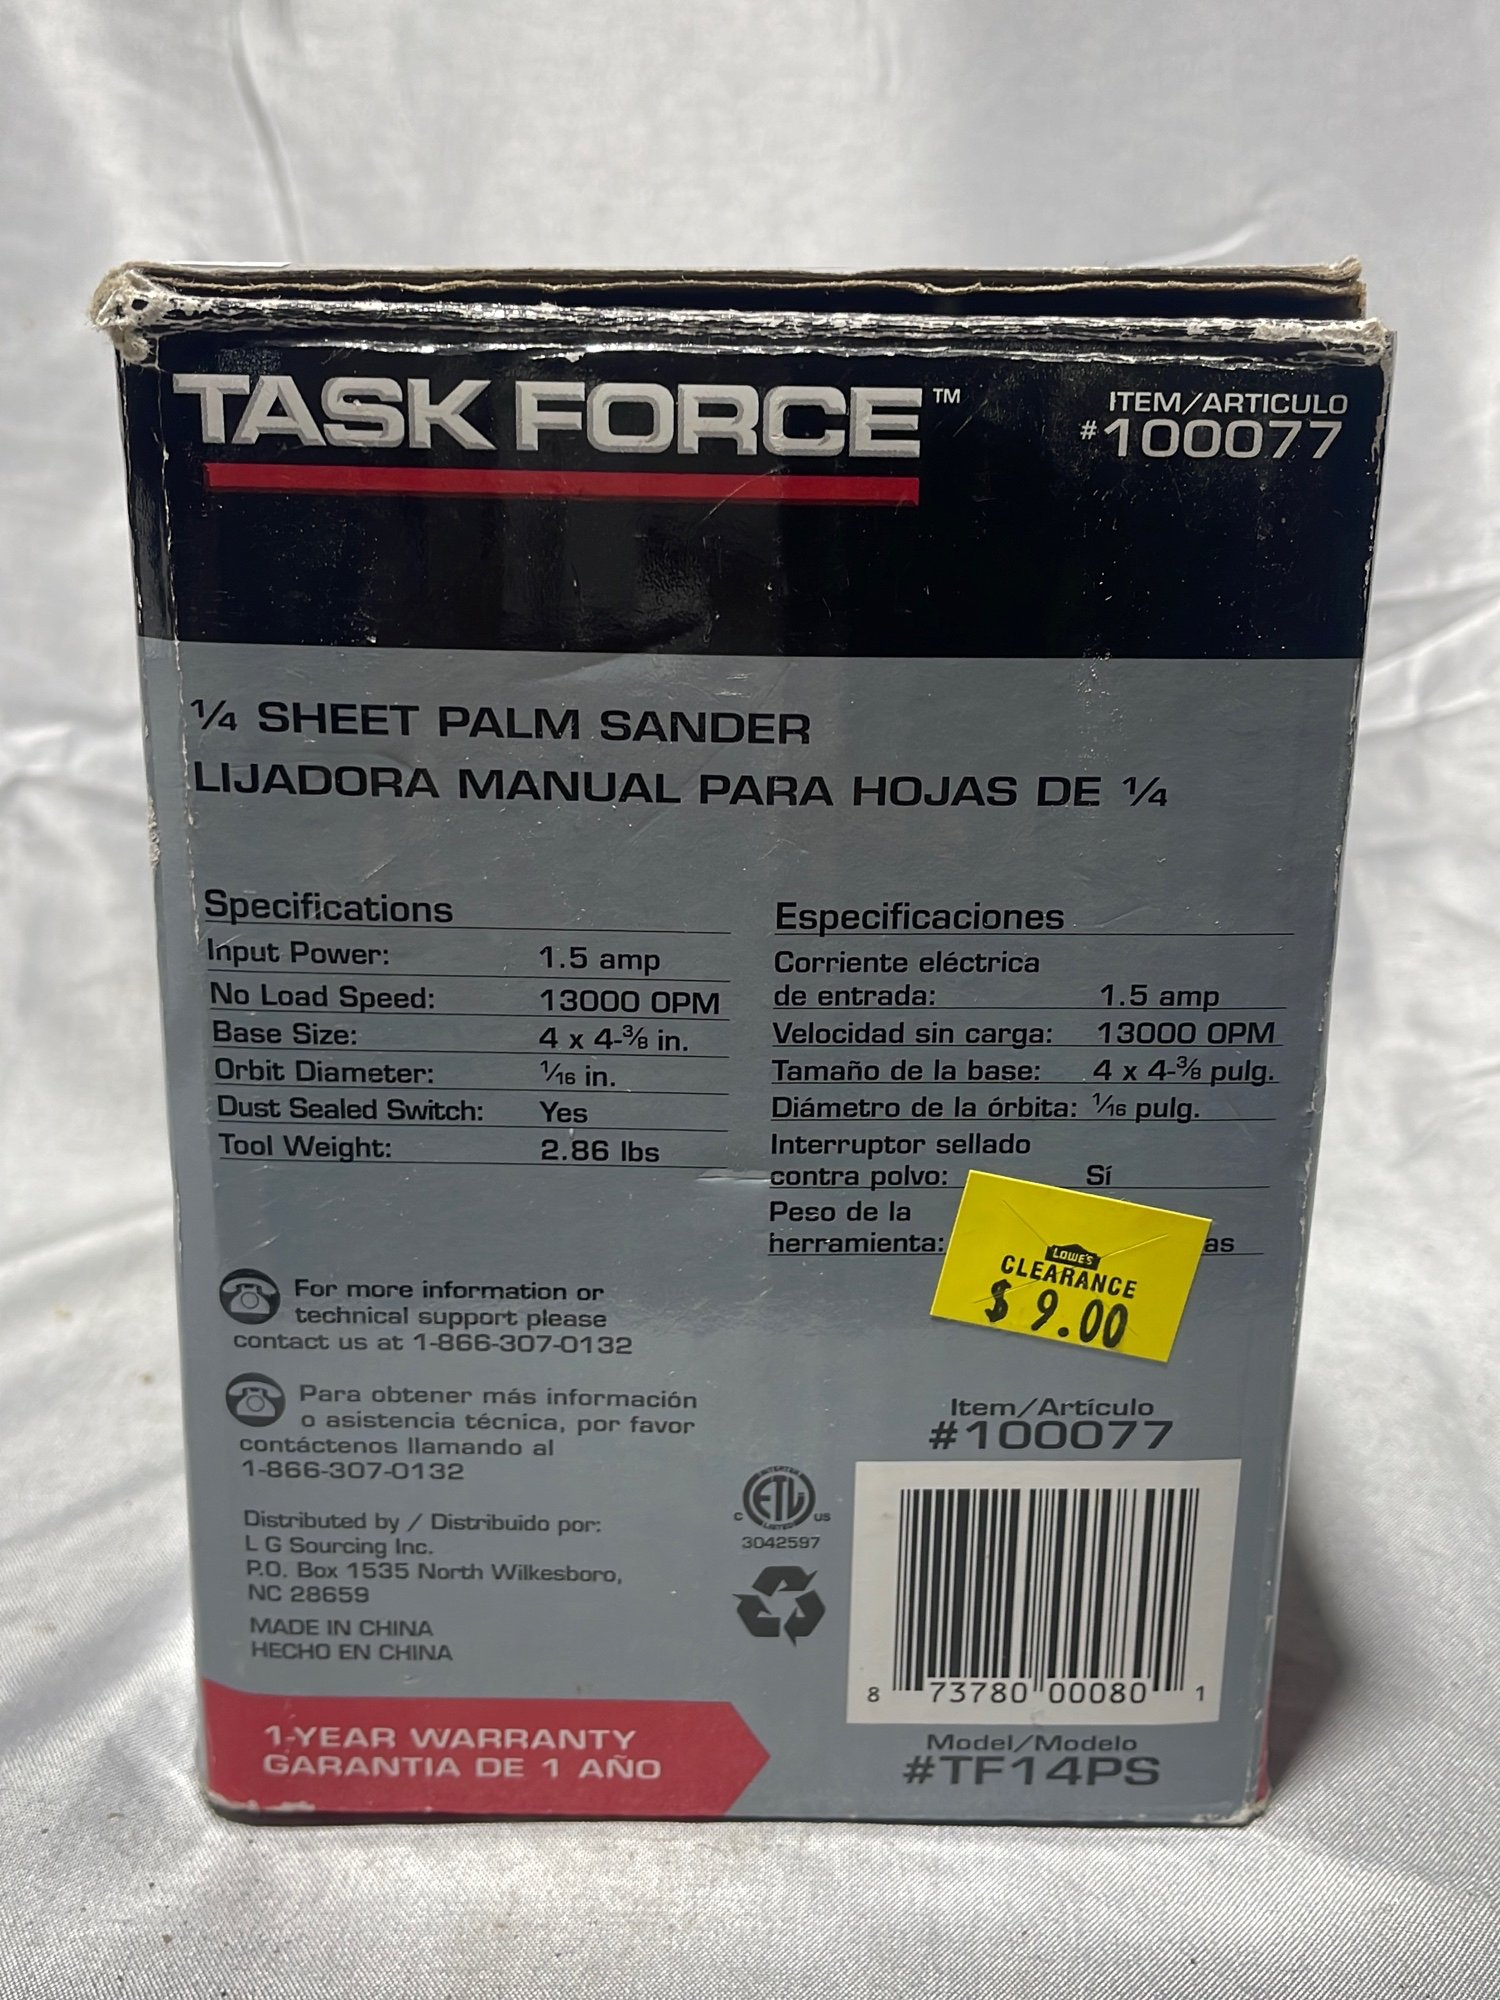 TASK FORCE™
ITEM/ARTICULO
#100077
¼ SHEET PALM SANDER
LIJADORA MANUAL PARA HOJAS DE ¼
Specifications
Input Power: 1.5 amp
No Load Speed: 13000 OPM
Base Size: 4 x 4-⅜ in.
Orbit Diameter: 1/16 in.
Dust Sealed Switch: Yes
Tool Weight: 2.86 lbs
Especificaciones
Corriente eléctrica
de entrada: 1.5 amp
Velocidad sin carga: 13000 OPM
Tamaño de la base: 4 x 4-⅜ pulg.
Diámetro de la órbita: 1/16 pulg.
Interruptor sellado
contra polvo: Sí
Peso de la
herramienta: as
LOWE'S
CLEARANCE
$ 9.00
For more information or
technical support please
contact us at 1-866-307-0132
Para obtener más información
o asistencia técnica, por favor
contáctenos llamando al
1-866-307-0132
Distributed by / Distribuido por:
L G Sourcing Inc.
P.O. Box 1535 North Wilkesboro,
NC 28659
MADE IN CHINA
HECHO EN CHINA
1-YEAR WARRANTY
GARANTIA DE 1 AÑO
INTERTEK
ETL
LISTED
C US
3042597
Item/Artículo
#100077
8 73780 00080 1
Model/Modelo
#TF14PS